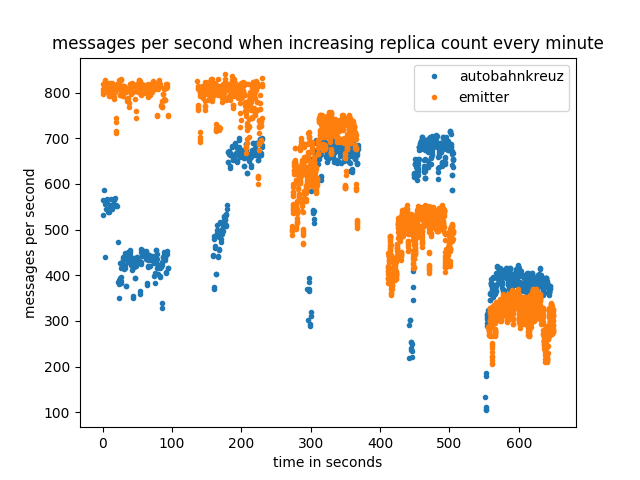 messages per second when increasing replica count every minute
autobahnkreuz
emitter
800
700
600
500
400
300
200
100
messages per second
0 100 200 300 400 500 600
time in seconds